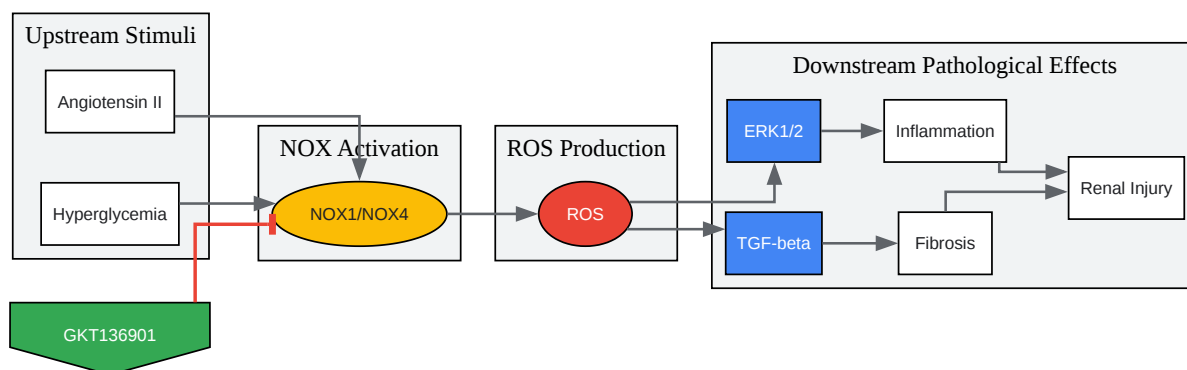 Upstream Stimuli
Angiotensin II
Hyperglycemia
GKT136901
NOX Activation
NOX1/NOX4
ROS Production
ROS
Downstream Pathological Effects
ERK1/2
Inflammation
Renal Injury
TGF-beta
Fibrosis